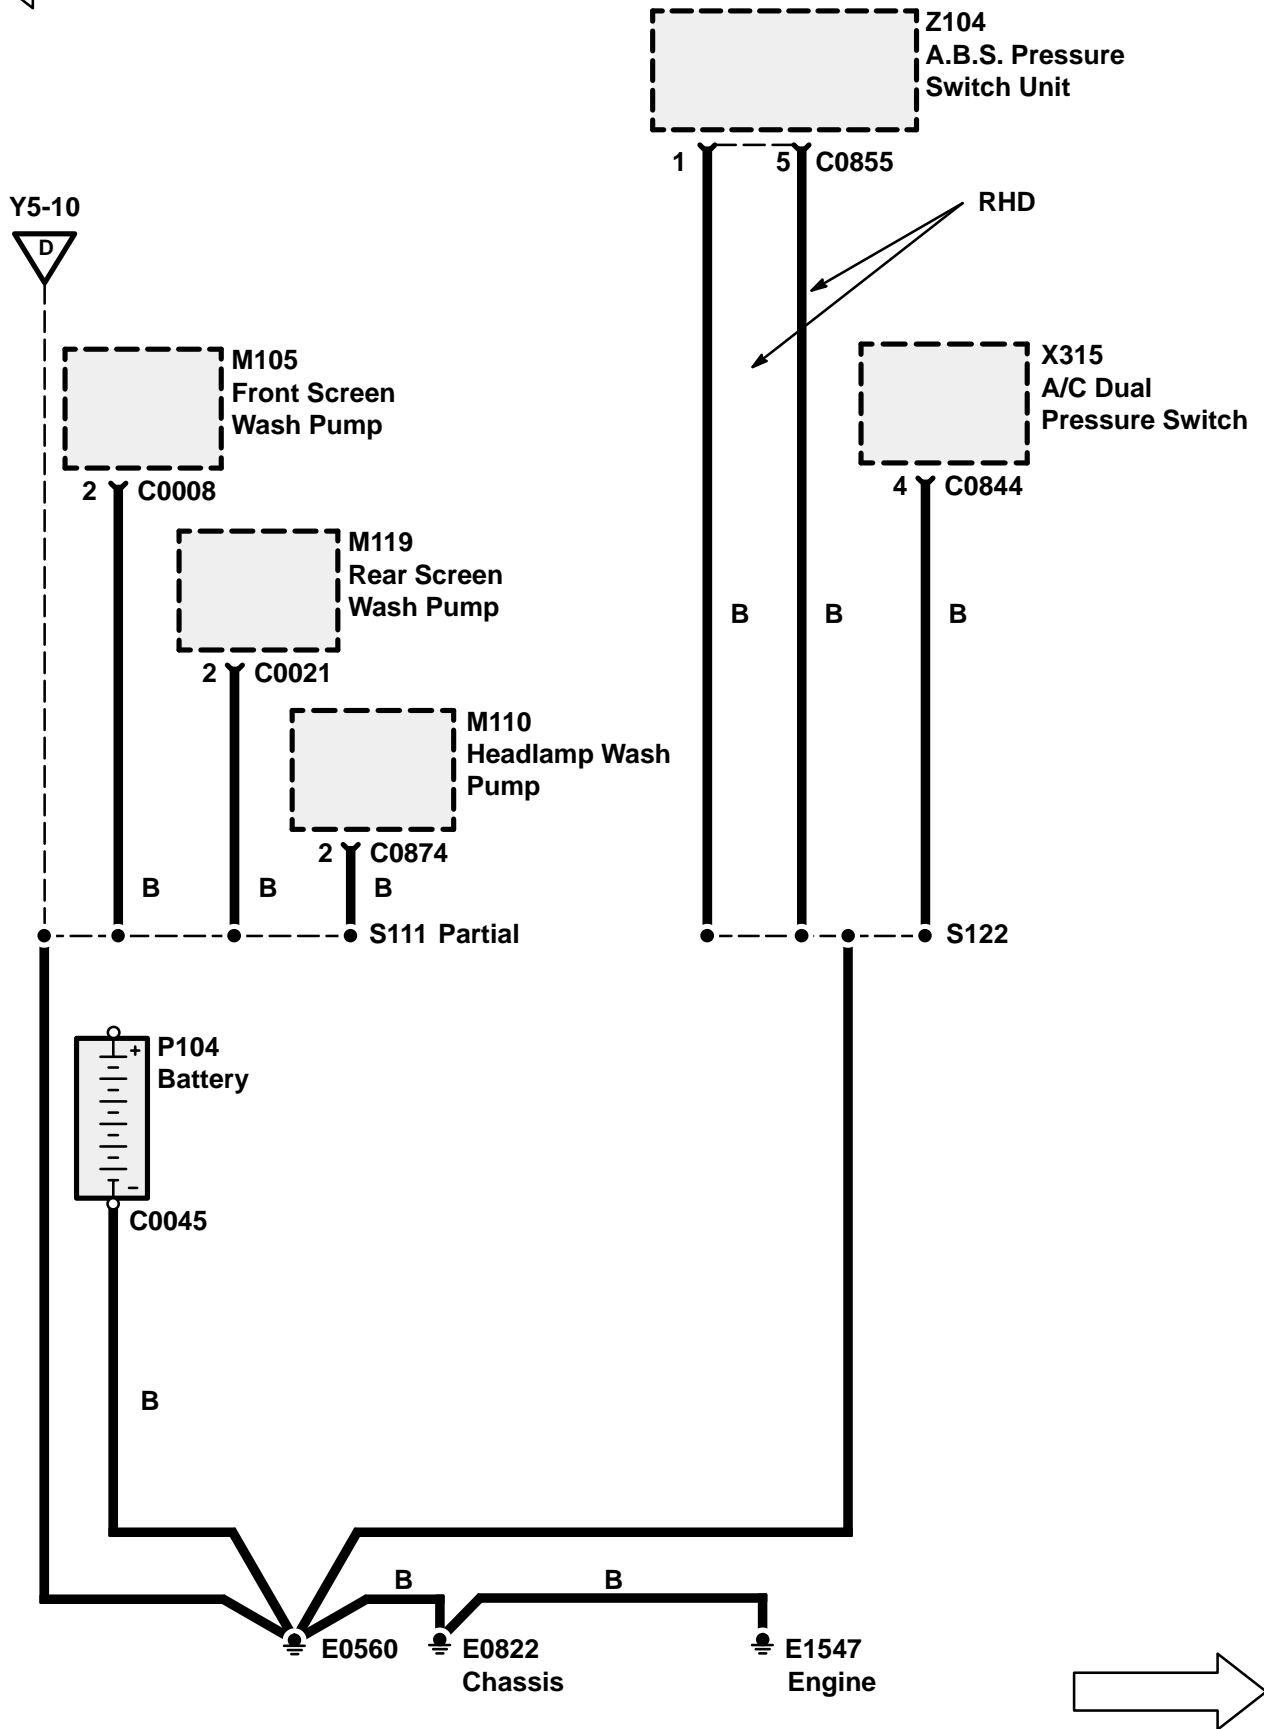 Z104
A.B.S. Pressure
Switch Unit
1 5 C0855
RHD
Y5-10
D
M105
Front Screen
Wash Pump
2 C0008
X315
A/C Dual
Pressure Switch
4 C0844
M119
Rear Screen
Wash Pump
2 C0021
B B B
M110
Headlamp Wash
Pump
2 C0874
B B B
S111 Partial
S122
P104
Battery
+
−
C0045
B
B B
E0560
E0822
Chassis
E1547
Engine